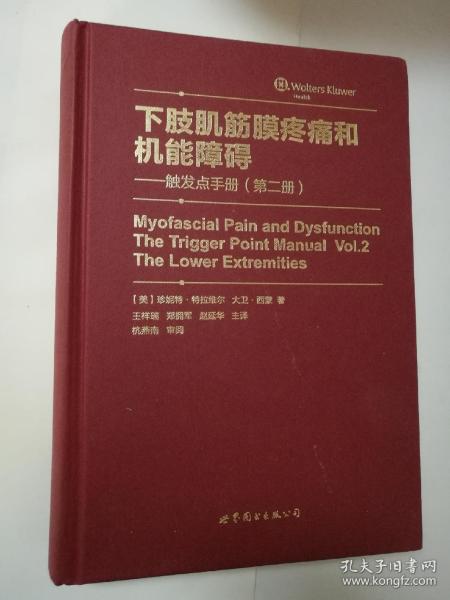 Wolters Kluwer
Health
下肢肌筋膜疼痛和
机能障碍
——触发点手册（第二册）
Myofascial Pain and Dysfunction
The Trigger Point Manual Vol.2
The Lower Extremities
［美］珍妮特·特拉维尔 大卫·西蒙 著
王祥瑞 郑拥军 赵延华 主译
杭燕南 审阅
世界图书出版公司
孔夫子旧书网
www.kongfz.com